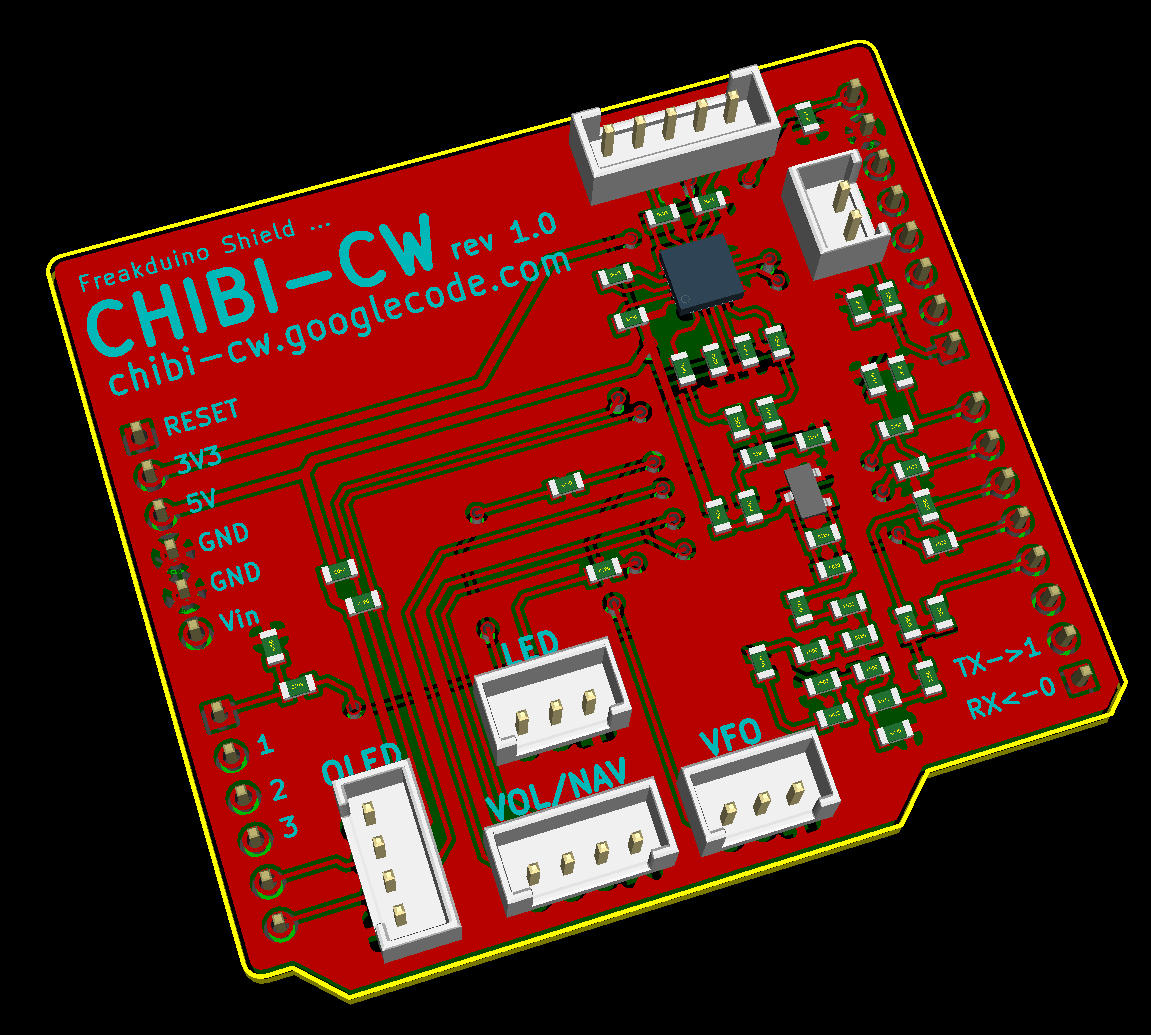 Freakduino Shield ...
CHIBI-CW rev 1.0
chibi-cw.googlecode.com
RESET
3V3
5V
GND
GND
Vin
1
2
3
OLED
LED
VOL/NAV
VFO
TX->1
RX<-0